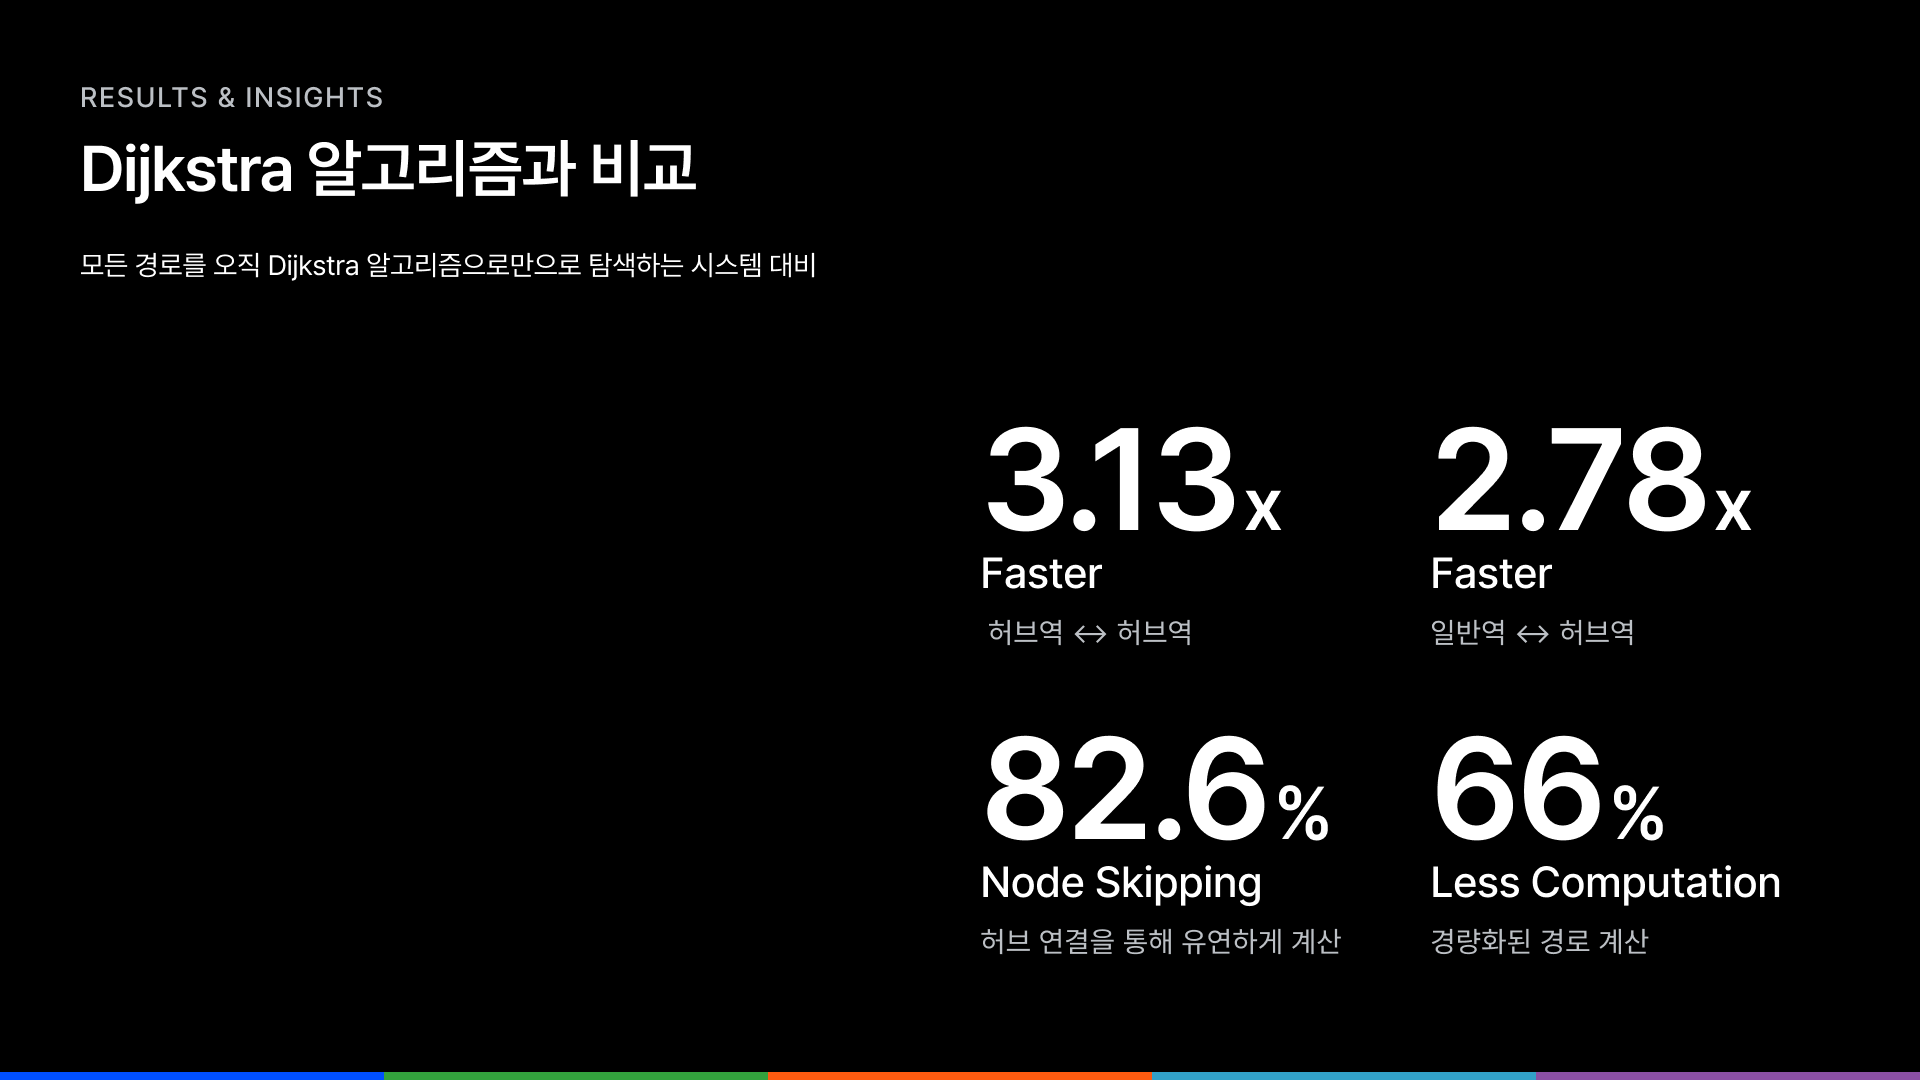 RESULTS & INSIGHTS
Dijkstra 알고리즘과 비교
모든 경로를 오직 Dijkstra 알고리즘으로만으로 탐색하는 시스템 대비
3.13x
Faster
허브역 ↔ 허브역
2.78x
Faster
일반역 ↔ 허브역
82.6%
Node Skipping
허브 연결을 통해 유연하게 계산
66%
Less Computation
경량화된 경로 계산